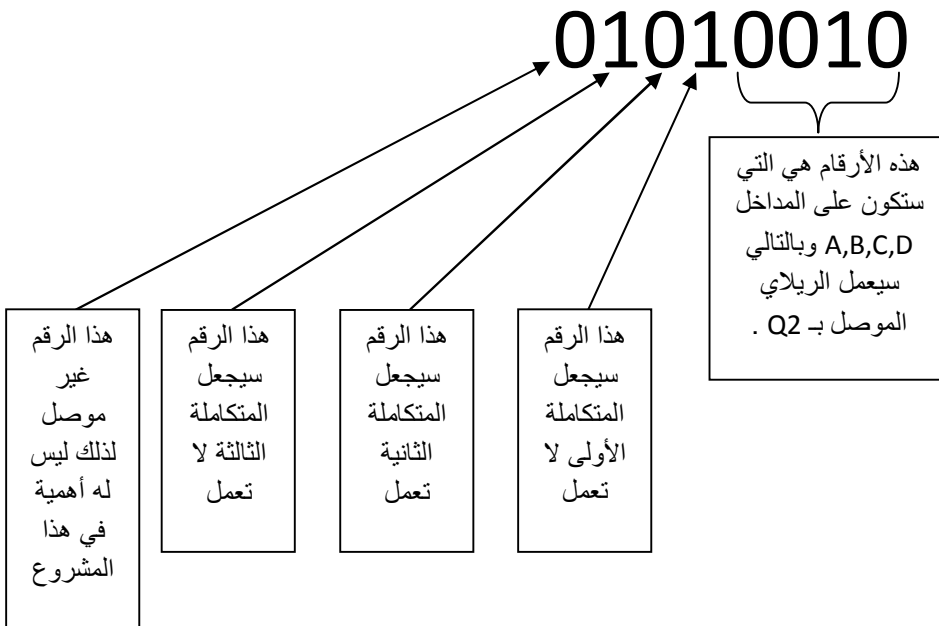 01010010
هذه الأرقام هي التي
ستكون على المداخل
A,B,C,D وبالتالي
سيعمل الريلاي
الموصل بـ Q2 .
هذا الرقم
سيجعل
المتكاملة
الأولى لا
تعمل
هذا الرقم
سيجعل
المتكاملة
الثانية
تعمل
هذا الرقم
سيجعل
المتكاملة
الثالثة لا
تعمل
هذا الرقم
غير
موصل
لذلك ليس
له أهمية
في هذا
المشروع